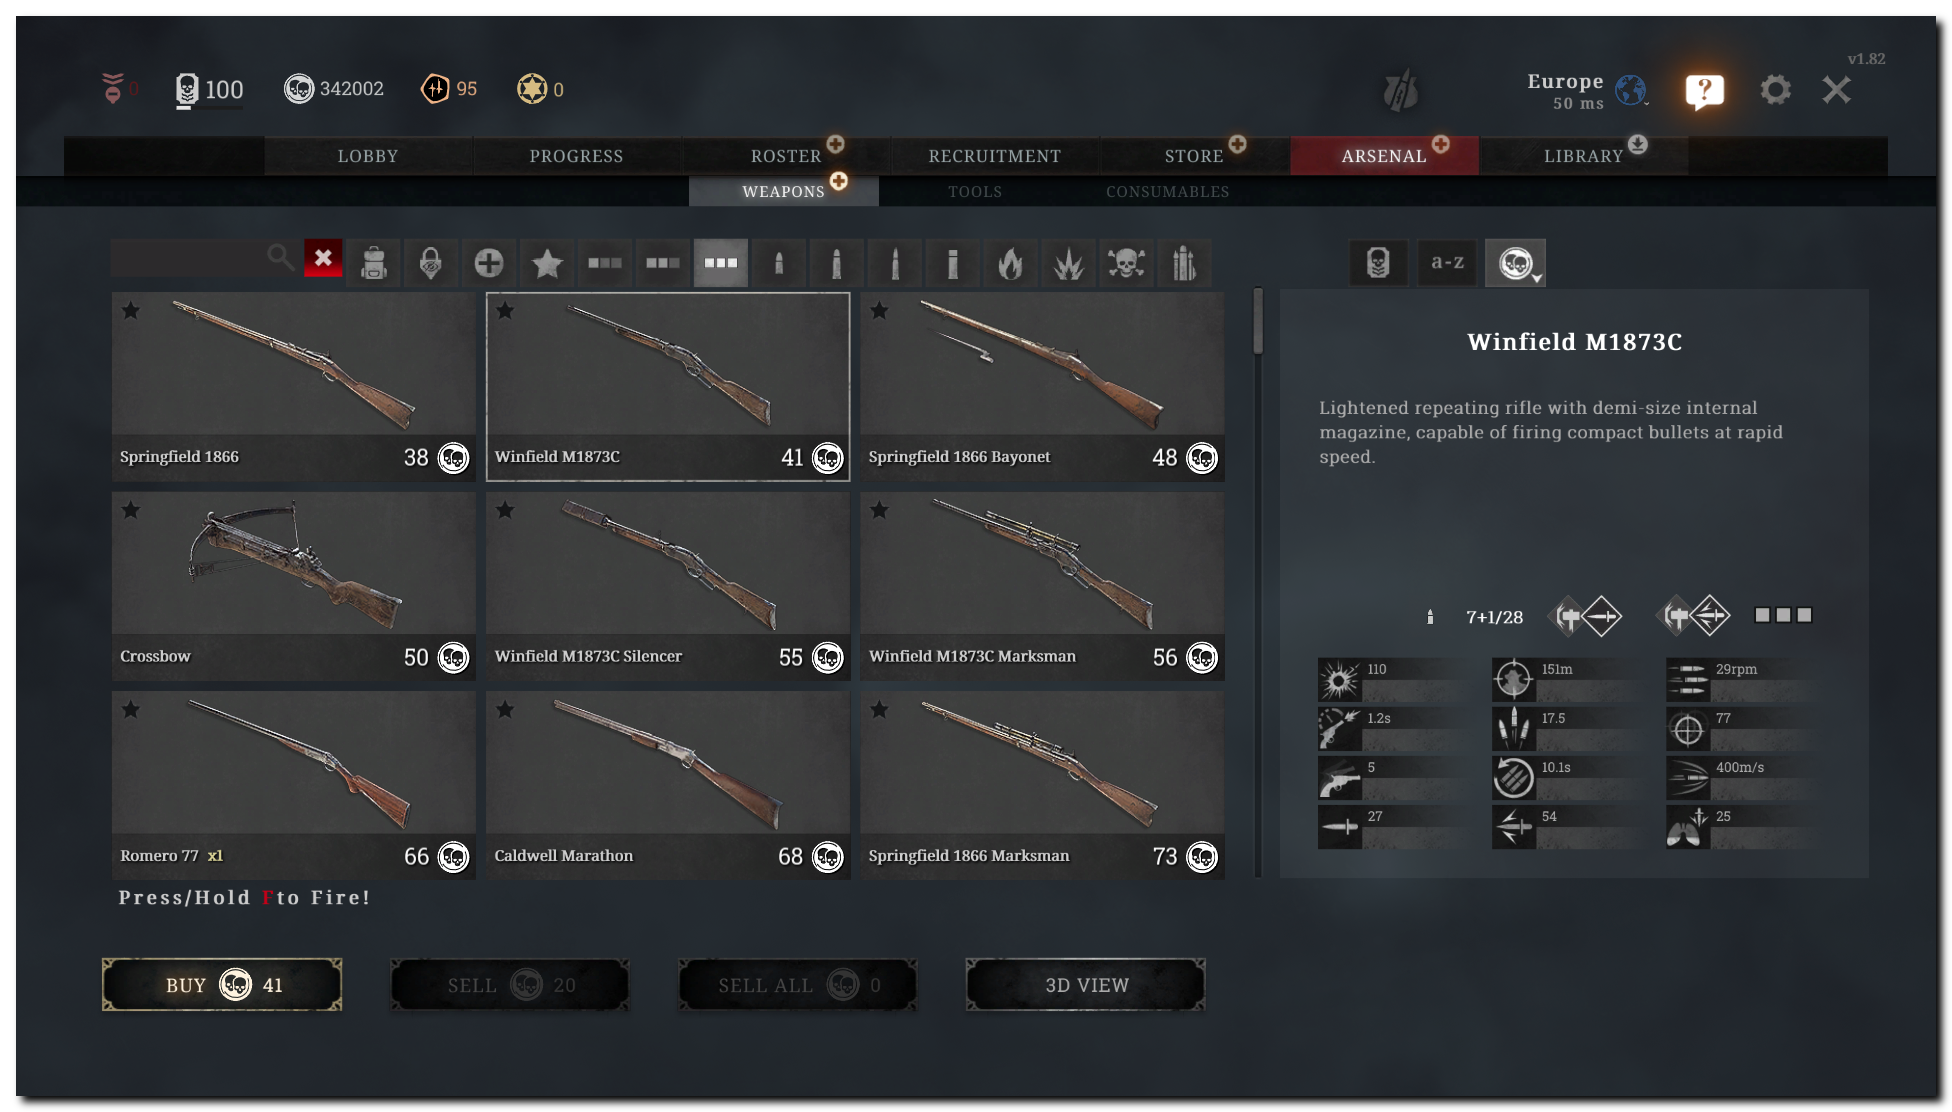 v1.82
0 100 342002 95 0 Europe
50 ms
?
LOBBY PROGRESS ROSTER RECRUITMENT STORE ARSENAL LIBRARY
WEAPONS TOOLS CONSUMABLES
a-z
Springfield 1866 38 Winfield M1873C 41 Springfield 1866 Bayonet 48
Crossbow 50 Winfield M1873C Silencer 55 Winfield M1873C Marksman 56
Romero 77 x1 66 Caldwell Marathon 68 Springfield 1866 Marksman 73
Press/Hold F to Fire!
BUY 41 SELL 20 SELL ALL 0 3D VIEW
Winfield M1873C
Lightened repeating rifle with demi-size internal
magazine, capable of firing compact bullets at rapid
speed.
7+1/28
110 151m 29rpm
1.2s 17.5 77
5 10.1s 400m/s
27 54 25